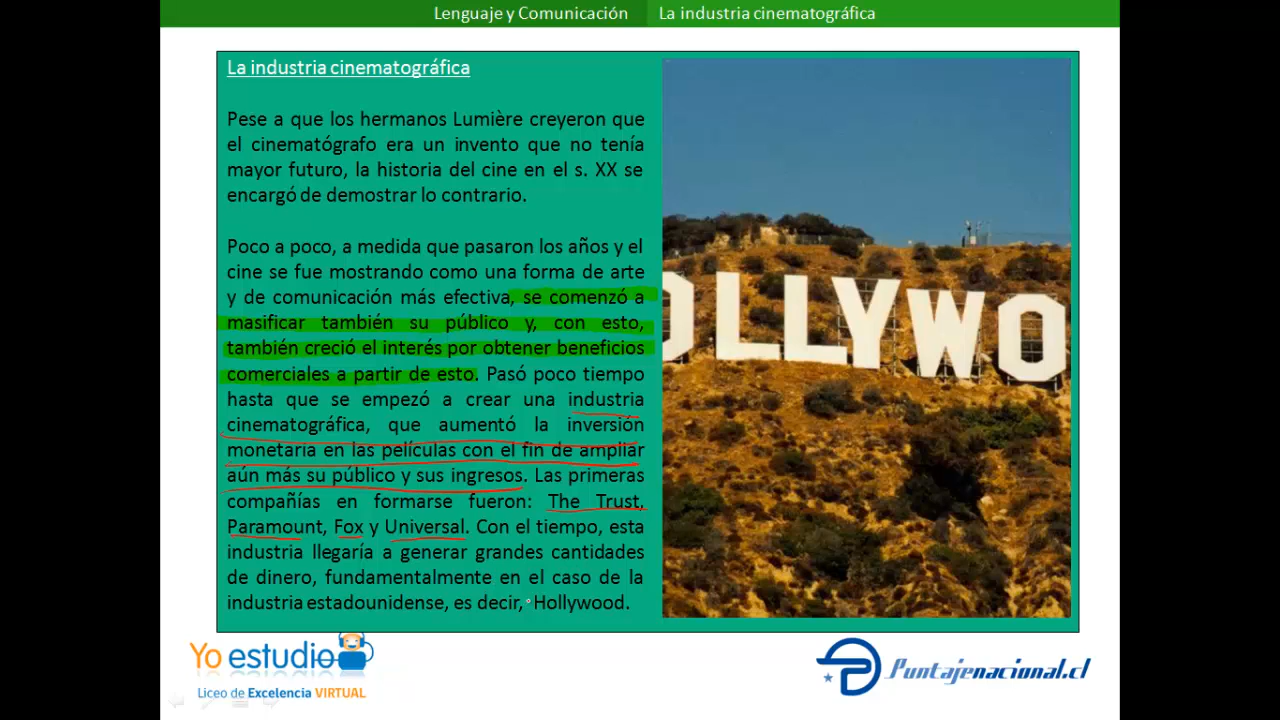 Lenguaje y Comunicación La industria cinematográfica
La industria cinematográfica
Pese a que los hermanos Lumière creyeron que
el cinematógrafo era un invento que no tenía
mayor futuro, la historia del cine en el s. XX se
encargó de demostrar lo contrario.
Poco a poco, a medida que pasaron los años y el
cine se fue mostrando como una forma de arte
y de comunicación más efectiva, se comenzó a
masificar también su público y, con esto,
también creció el interés por obtener beneficios
comerciales a partir de esto. Pasó poco tiempo
hasta que se empezó a crear una industria
cinematográfica, que aumentó la inversión
monetaria en las películas con el fin de ampliar
aún más su público y sus ingresos. Las primeras
compañías en formarse fueron: The Trust,
Paramount, Fox y Universal. Con el tiempo, esta
industria llegaría a generar grandes cantidades
de dinero, fundamentalmente en el caso de la
industria estadounidense, es decir, Hollywood.
OLLYWO
Yo estudio
Liceo de Excelencia VIRTUAL
Puntajenacional.cl